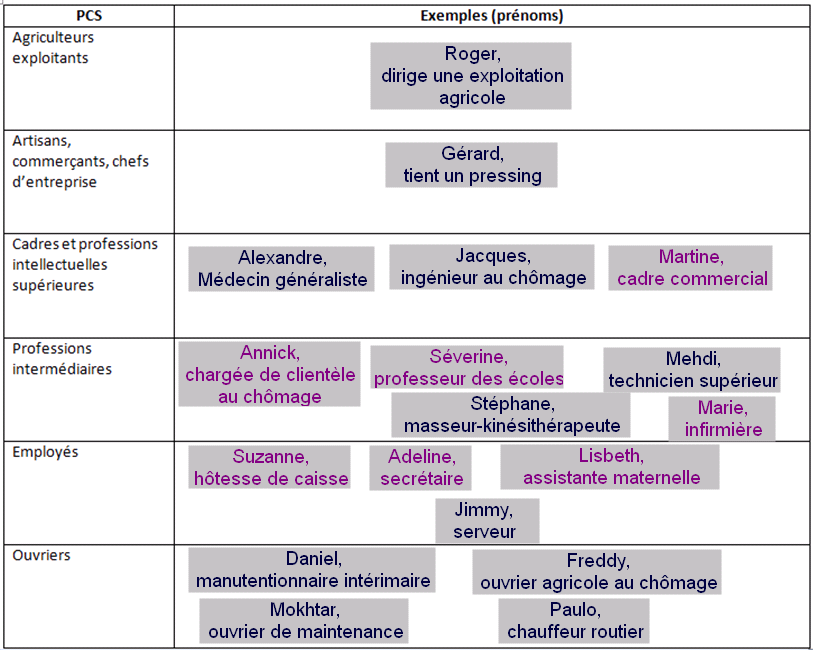 PCS
Exemples (prénoms)
Agriculteurs
exploitants
Roger,
dirige une exploitation
agricole
Artisans,
commerçants, chefs
d'entreprise
Gérard,
tient un pressing
Cadres et professions
intellectuelles
supérieures
Alexandre,
Médecin généraliste
Jacques,
ingénieur au chômage
Martine,
cadre commercial
Professions
intermédiaires
Annick,
chargée de clientèle
au chômage
Séverine,
professeur des écoles
Mehdi,
technicien supérieur
Stéphane,
masseur-kinésithérapeute
Marie,
infirmière
Employés
Suzanne,
hôtesse de caisse
Adeline,
secrétaire
Lisbeth,
assistante maternelle
Jimmy,
serveur
Ouvriers
Daniel,
manutentionnaire intérimaire
Freddy,
ouvrier agricole au chômage
Mokhtar,
ouvrier de maintenance
Paulo,
chauffeur routier